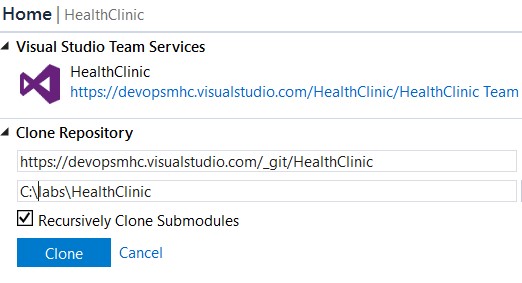 Home | HealthClinic
Visual Studio Team Services
HealthClinic
https://devopsmhc.visualstudio.com/HealthClinic/HealthClinic Team
Clone Repository
https://devopsmhc.visualstudio.com/_git/HealthClinic
C:\labs\HealthClinic
Recursively Clone Submodules
Clone Cancel